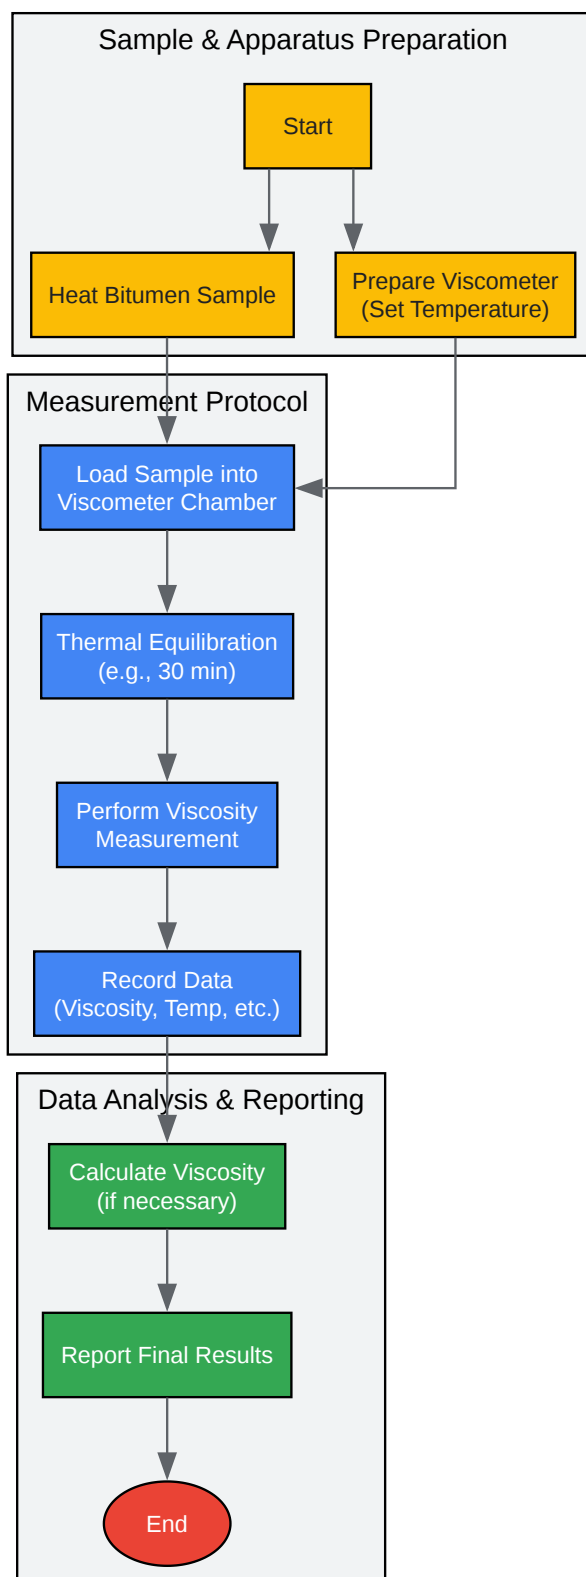 Sample & Apparatus Preparation
Start
Heat Bitumen Sample
Prepare Viscometer
(Set Temperature)
Measurement Protocol
Load Sample into
Viscometer Chamber
Thermal Equilibration
(e.g., 30 min)
Perform Viscosity
Measurement
Record Data
(Viscosity, Temp, etc.)
Data Analysis & Reporting
Calculate Viscosity
(if necessary)
Report Final Results
End